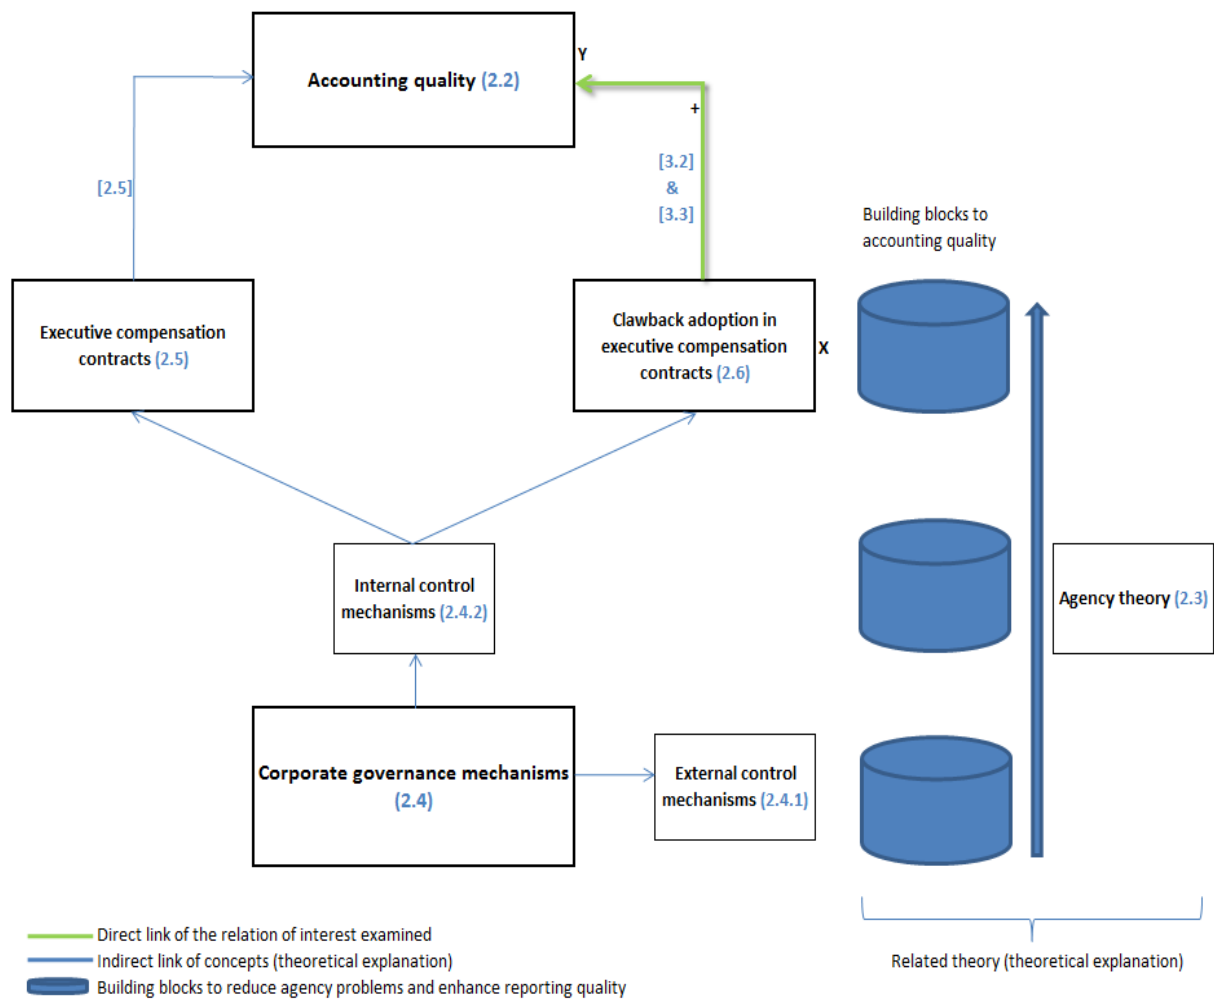 Accounting quality (2.2)
Y
+
[2.5]
[3.2]
&
[3.3]
Building blocks to
accounting quality
Executive compensation
contracts (2.5)
Clawback adoption in
executive compensation
contracts (2.6)
X
Internal control
mechanisms (2.4.2)
Agency theory (2.3)
Corporate governance mechanisms
(2.4)
External control
mechanisms (2.4.1)
Direct link of the relation of interest examined
Indirect link of concepts (theoretical explanation)
Building blocks to reduce agency problems and enhance reporting quality
Related theory (theoretical explanation)